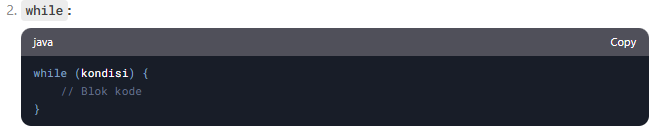 2. while:
java Copy
while (kondisi) {
    // Blok kode
}